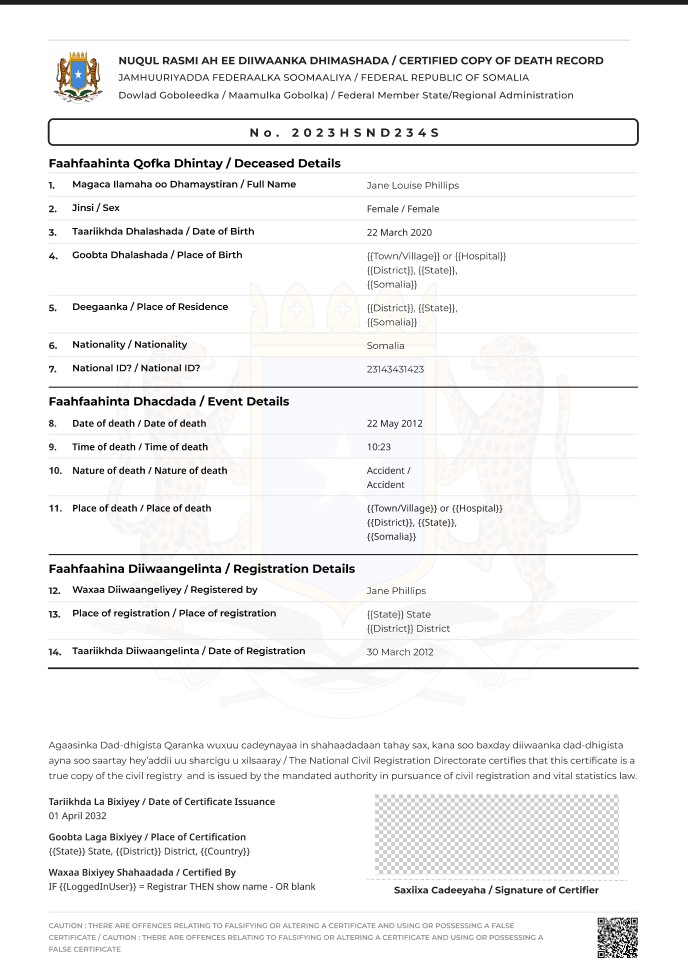 NUQUL RASMI AH EE DIIWAANKA DHIMASHADA / CERTIFIED COPY OF DEATH RECORD
JAMHUURIYADDA FEDERAALKA SOOMAALIYA / FEDERAL REPUBLIC OF SOMALIA
Dowlad Goboleedka / Maamulka Gobolka) / Federal Member State/Regional Administration
No. 2023HSND234S
Faahfaahinta Qofka Dhintay / Deceased Details
1. Magaca Ilamaha oo Dhamaystiran / Full Name Jane Louise Phillips
2. Jinsi / Sex Female / Female
3. Taariikhda Dhalashada / Date of Birth 22 March 2020
4. Goobta Dhalashada / Place of Birth {{Town/Village}} or {{Hospital}}
{{District}}, {{State}},
{{Somalia}}
5. Deegaanka / Place of Residence {{District}}, {{State}},
{{Somalia}}
6. Nationality / Nationality Somalia
7. National ID? / National ID? 23143431423
Faahfaahinta Dhacdada / Event Details
8. Date of death / Date of death 22 May 2012
9. Time of death / Time of death 10:23
10. Nature of death / Nature of death Accident /
Accident
11. Place of death / Place of death {{Town/Village}} or {{Hospital}}
{{District}}, {{State}},
{{Somalia}}
Faahfaahina Diiwaangelinta / Registration Details
12. Waxaa Diiwaangeliyey / Registered by Jane Phillips
13. Place of registration / Place of registration {{State}} State
{{District}} District
14. Taariikhda Diiwaangelinta / Date of Registration 30 March 2012
Agaasinka Dad-dhigista Qaranka wuxuu cadeynayaa in shahaadadaan tahay sax, kana soo baxday diiwaanka dad-dhigista
ayna soo saartay hey'addii uu sharcigu u xilsaaray / The National Civil Registration Directorate certifies that this certificate is a
true copy of the civil registry and is issued by the mandated authority in pursuance of civil registration and vital statistics law.
Tariikhda La Bixiyey / Date of Certificate Issuance
01 April 2032
Goobta Laga Bixiyey / Place of Certification
{{State}} State, {{District}} District, {{Country}}
Waxaa Bixiyey Shahaadada / Certified By
IF {{LoggedInUser}} = Registrar THEN show name - OR blank
Saxiixa Cadeeyaha / Signature of Certifier
CAUTION : THERE ARE OFFENCES RELATING TO FALSIFYING OR ALTERING A CERTIFICATE AND USING OR POSSESSING A FALSE
CERTIFICATE / CAUTION : THERE ARE OFFENCES RELATING TO FALSIFYING OR ALTERING A CERTIFICATE AND USING OR POSSESSING A
FALSE CERTIFICATE